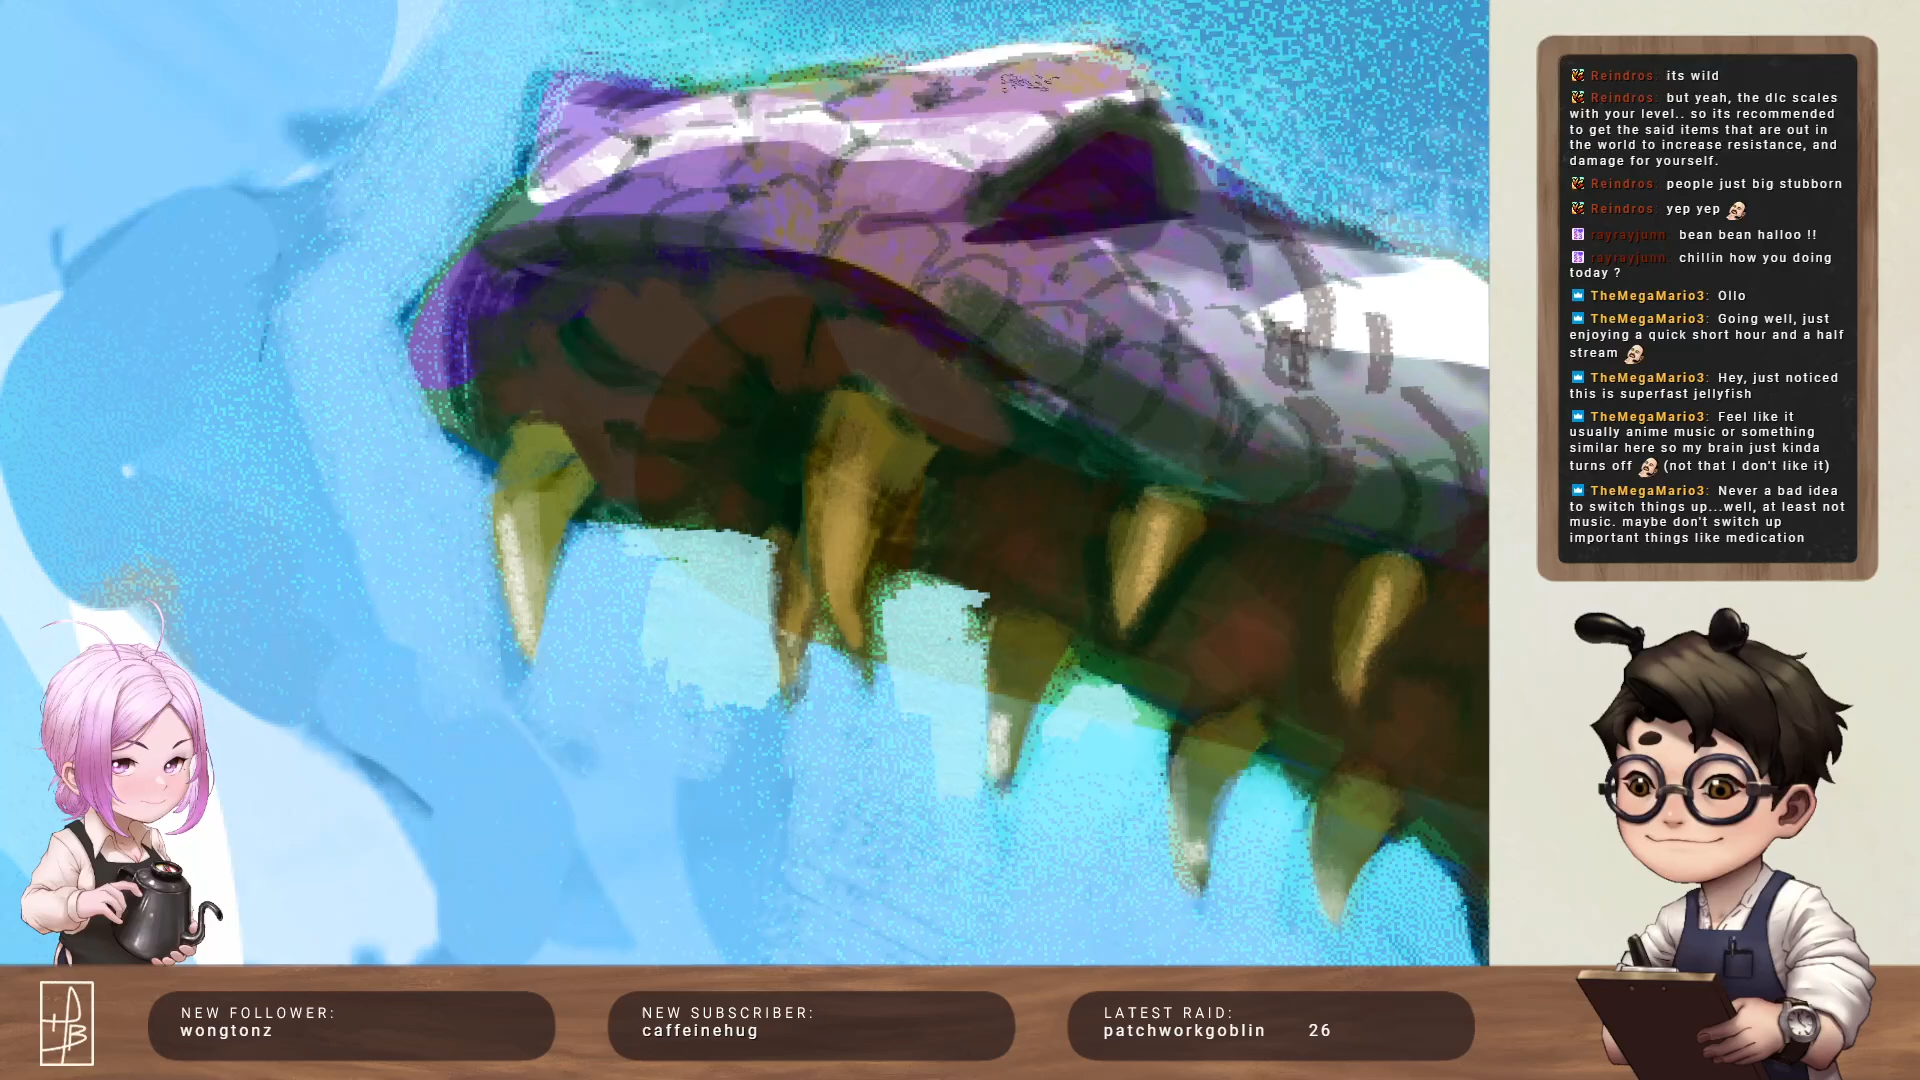 Reindros: its wild
Reindros: but yeah, the dlc scales
with your level.. so its recommended
to get the said items that are out in
the world to increase resistance, and
damage for yourself.
Reindros: people just big stubborn
Reindros: yep yep
rayrayjunn: bean bean halloo !!
rayrayjunn: chillin how you doing
today ?
TheMegaMario3: Ollo
TheMegaMario3: Going well, just
enjoying a quick short hour and a half
stream
TheMegaMario3: Hey, just noticed
this is superfast jellyfish
TheMegaMario3: Feel like it
usually anime music or something
similar here so my brain just kinda
turns off (not that I don't like it)
TheMegaMario3: Never a bad idea
to switch things up...well, at least not
music. maybe don't switch up
important things like medication
NEW FOLLOWER:
wongtonz
NEW SUBSCRIBER:
caffeinehug
LATEST RAID:
patchworkgoblin 26